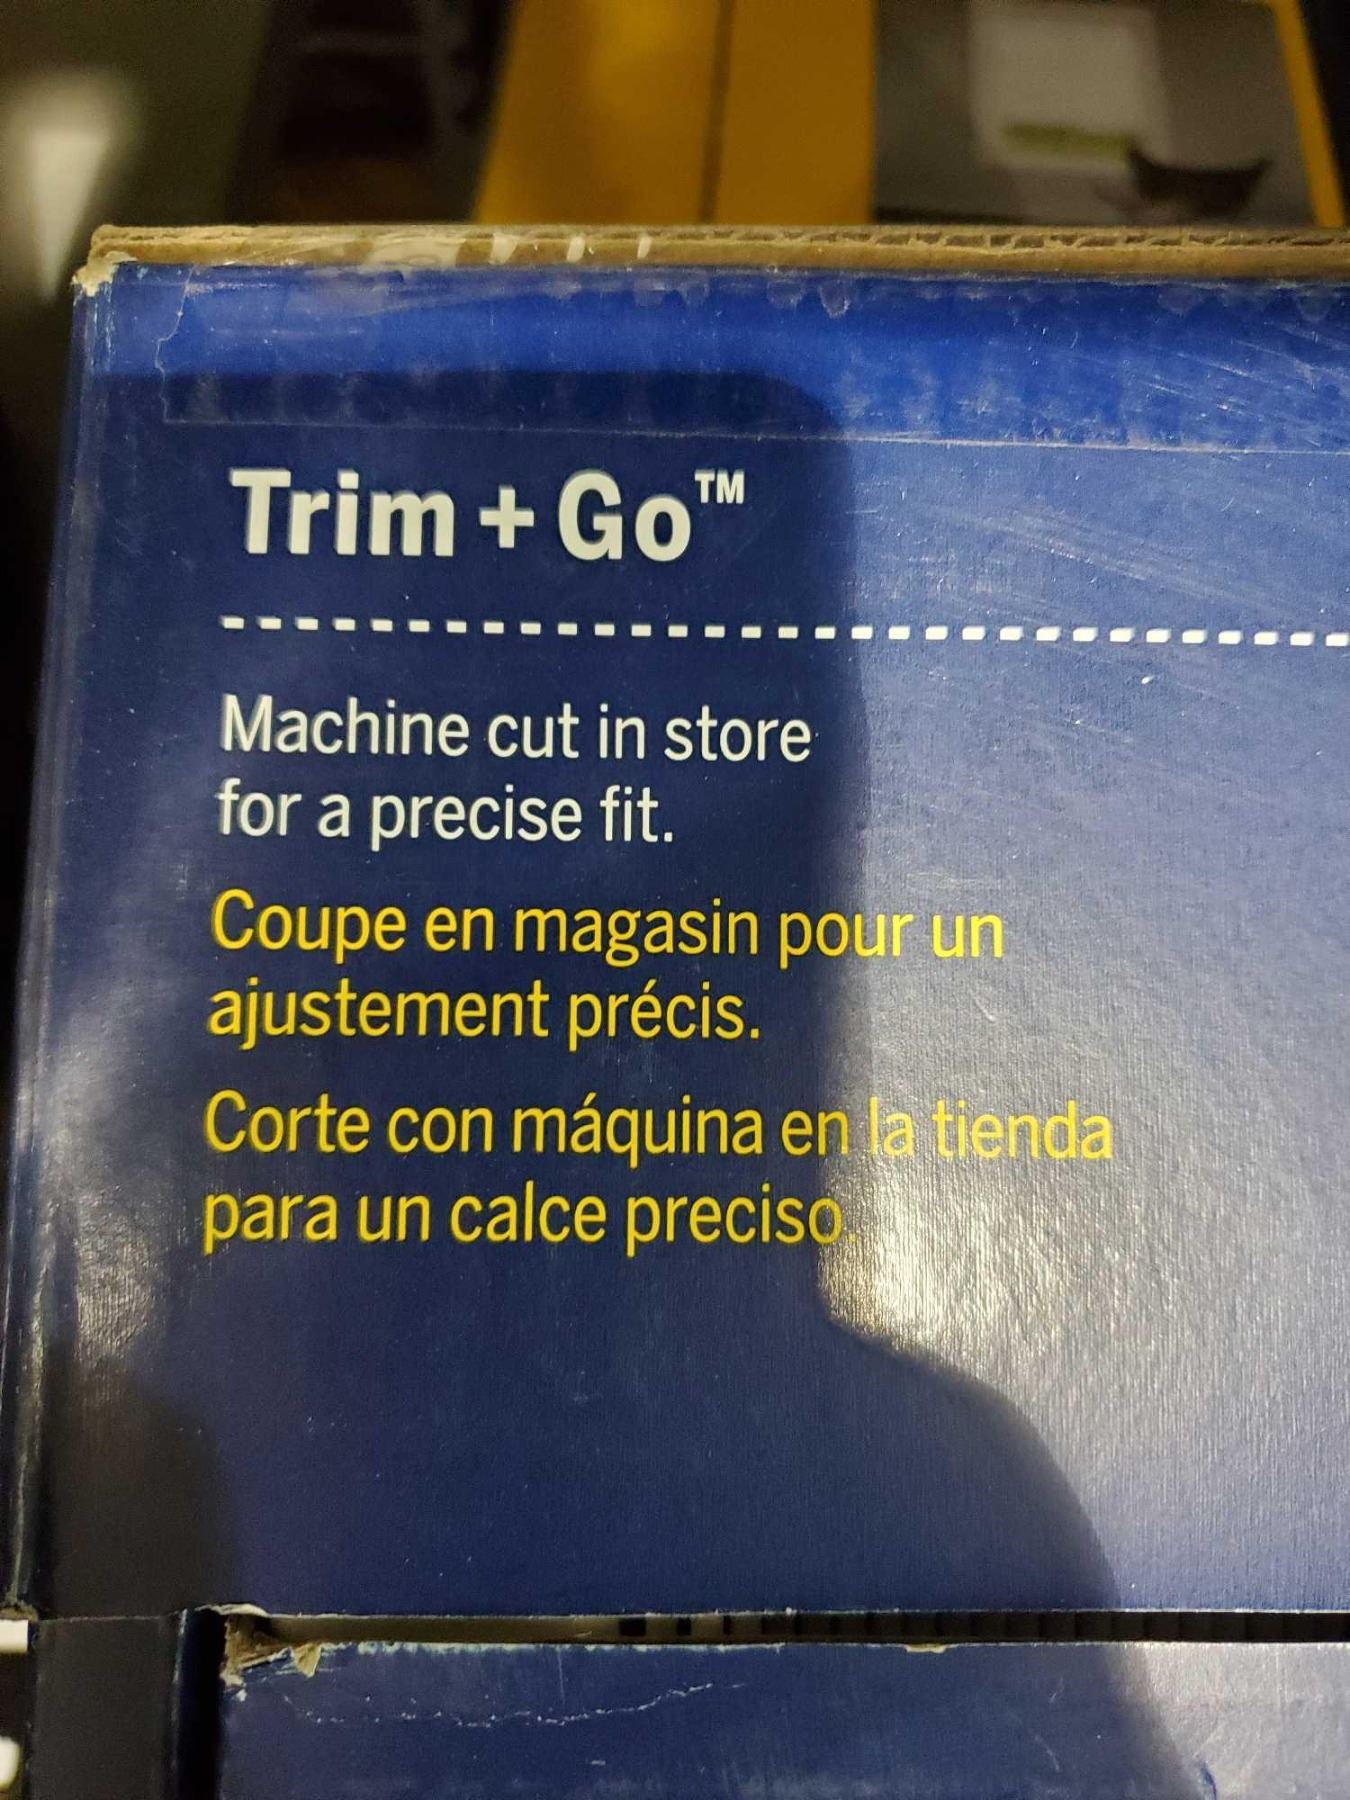 Trim + Go™
Machine cut in store
for a precise fit.
Coupe en magasin pour un
ajustement précis.
Corte con máquina en la tienda
para un calce preciso.